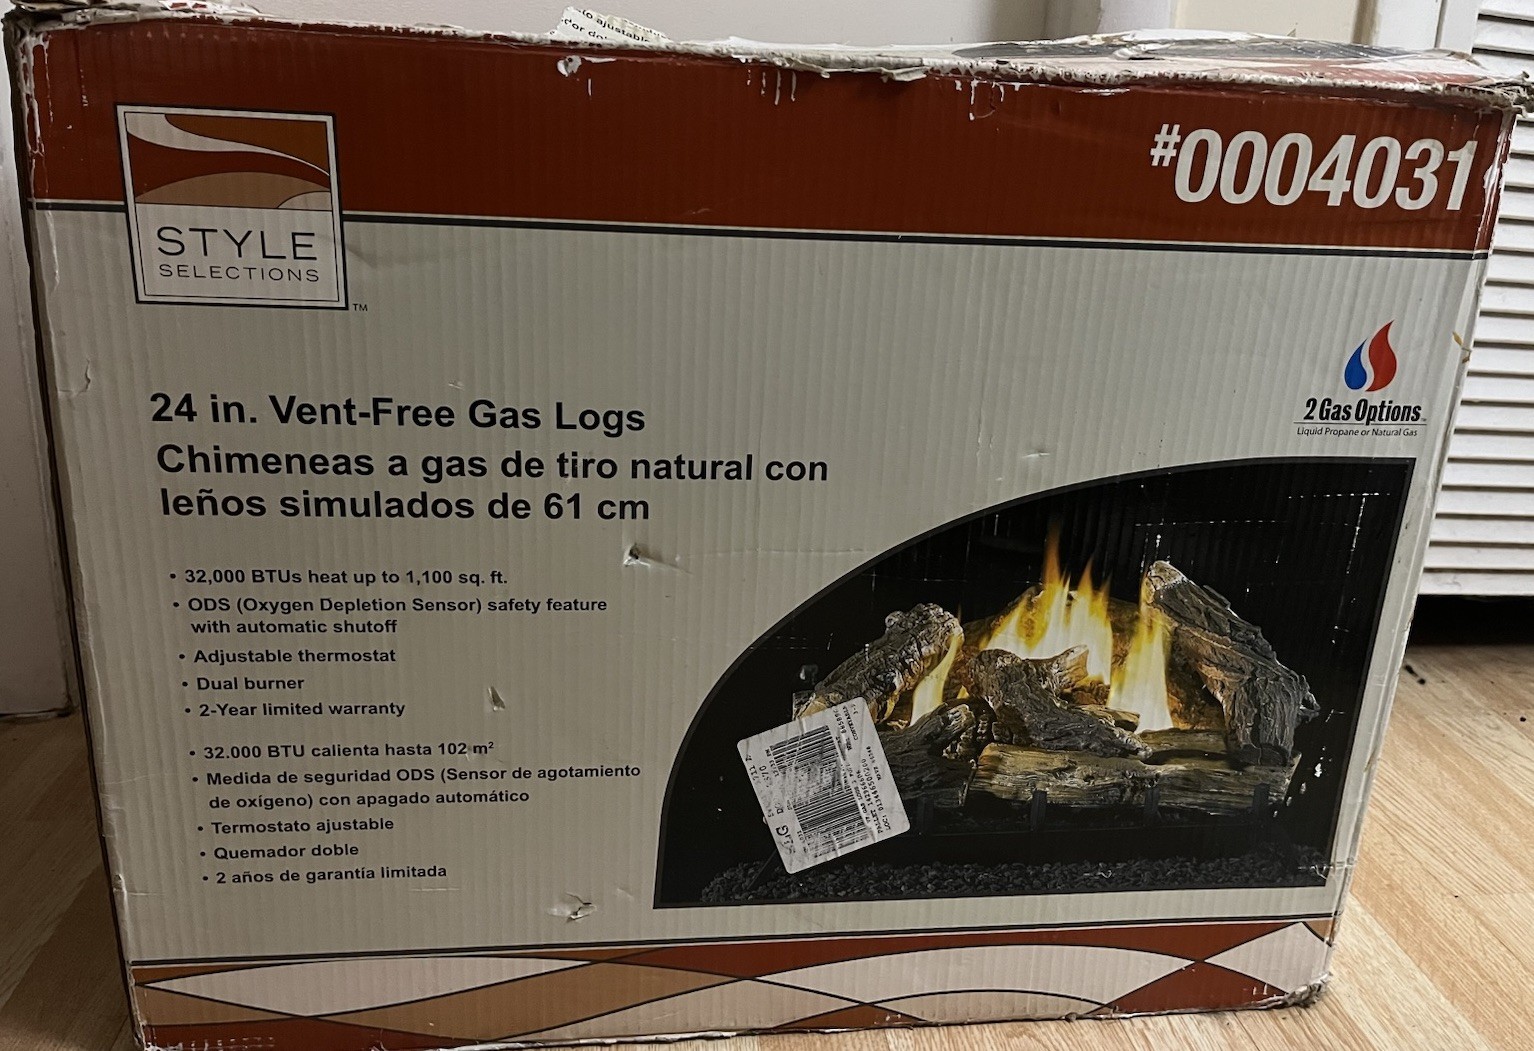 #0004031
STYLE
SELECTIONS
TM
2 Gas Options
Liquid Propane or Natural Gas
24 in. Vent-Free Gas Logs
Chimeneas a gas de tiro natural con
leños simulados de 61 cm
• 32,000 BTUs heat up to 1,100 sq. ft.
• ODS (Oxygen Depletion Sensor) safety feature
with automatic shutoff
• Adjustable thermostat
• Dual burner
• 2-Year limited warranty
• 32.000 BTU calienta hasta 102 m²
• Medida de seguridad ODS (Sensor de agotamiento
de oxígeno) con apagado automático
• Termostato ajustable
• Quemador doble
• 2 años de garantía limitada